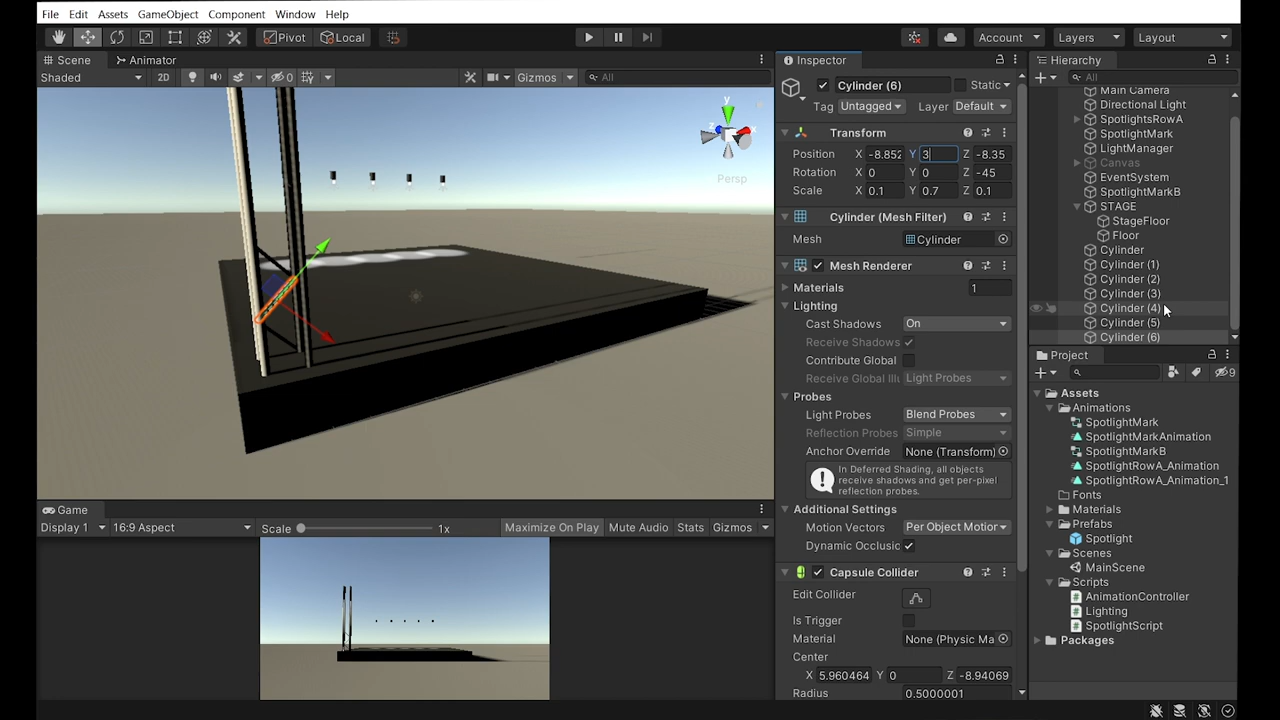 File Edit Assets GameObject Component Window Help
Pivot Local Account Layers Layout
Scene Animator
Shaded 2D 0 Gizmos All
y
x
z
Persp
Game
Display 1 16:9 Aspect Scale 1x Maximize On Play Mute Audio Stats Gizmos
Inspector
Cylinder (6) Static
Tag Untagged Layer Default
Transform
Position X -8.852 Y 3 Z -8.35
Rotation X 0 Y 0 Z -45
Scale X 0.1 Y 0.7 Z 0.1
Cylinder (Mesh Filter)
Mesh Cylinder
Mesh Renderer
Materials 1
Lighting
Cast Shadows On
Receive Shadows
Contribute Global
Receive Global Illu Light Probes
Probes
Light Probes Blend Probes
Reflection Probes Simple
Anchor Override None (Transform)
In Deferred Shading, all objects
receive shadows and get per-pixel
reflection probes.
Additional Settings
Motion Vectors Per Object Motion
Dynamic Occlusic
Capsule Collider
Edit Collider
Is Trigger
Material None (Physic Ma
Center
X 5.960464 Y 0 Z -8.94069
Radius 0.5000001
Hierarchy
All
Main Camera
Directional Light
SpotlightsRowA
SpotlightMark
LightManager
Canvas
EventSystem
SpotlightMarkB
STAGE
StageFloor
Floor
Cylinder
Cylinder (1)
Cylinder (2)
Cylinder (3)
Cylinder (4)
Cylinder (5)
Cylinder (6)
Project
9
Assets
Animations
SpotlightMark
SpotlightMarkAnimation
SpotlightMarkB
SpotlightRowA_Animation
SpotlightRowA_Animation_1
Fonts
Materials
Prefabs
Spotlight
Scenes
MainScene
Scripts
AnimationController
Lighting
SpotlightScript
Packages